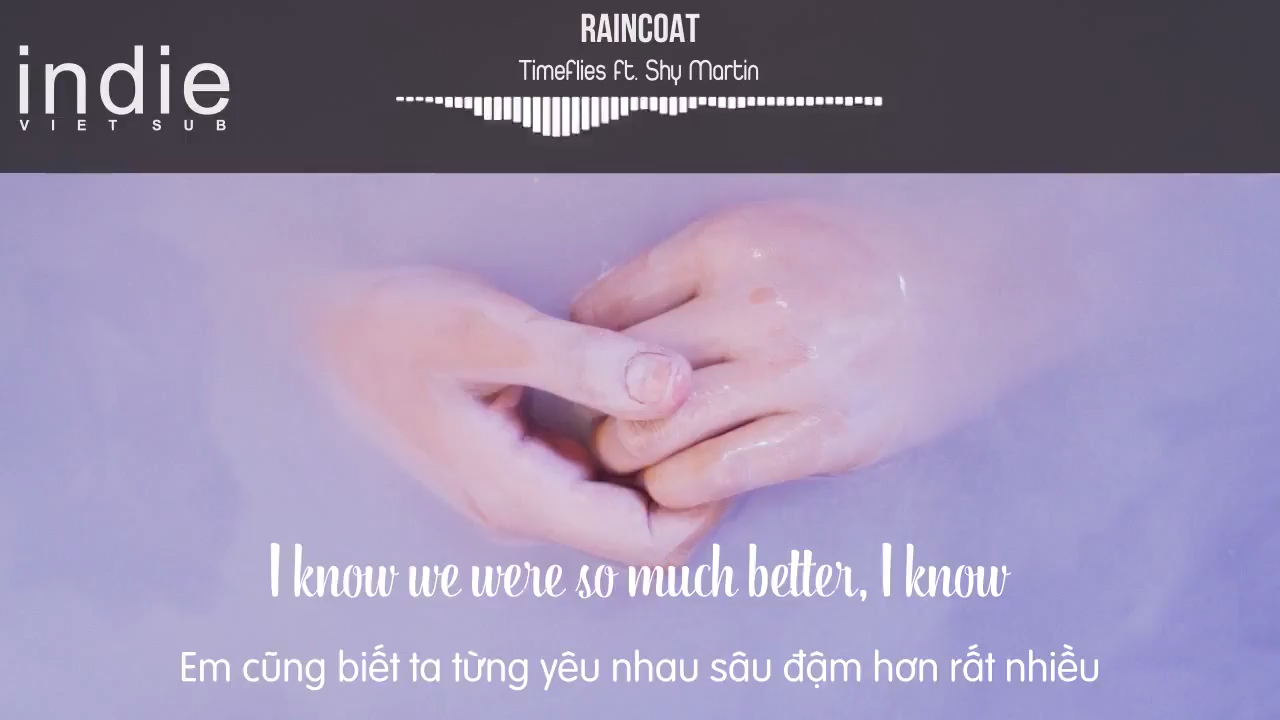 RAINCOAT
Timeflies ft. Shy Martin
indie
VIET SUB
I know we were so much better, I know
Em cũng biết ta từng yêu nhau sâu đậm hơn rất nhiều